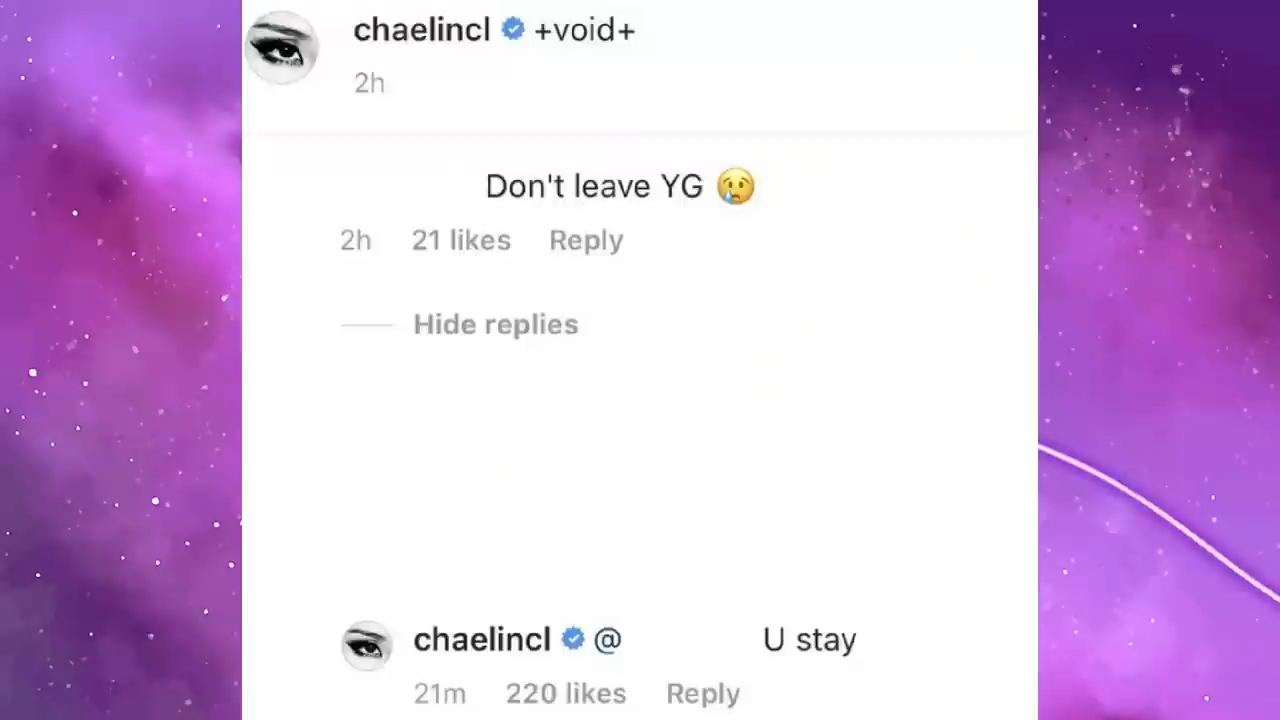 chaelincl +void+
2h
Don't leave YG 😢
2h 21 likes Reply
Hide replies
chaelincl @ U stay
21m 220 likes Reply